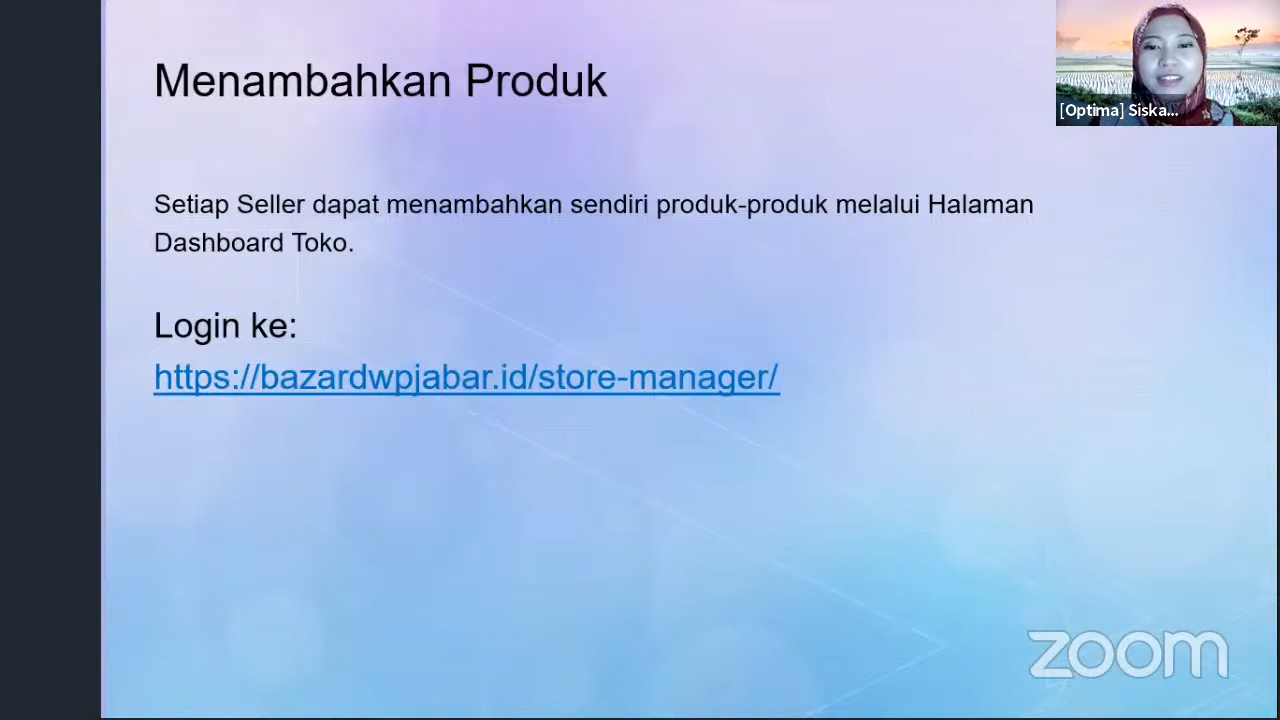 Menambahkan Produk
[Optima] Siska...
Setiap Seller dapat menambahkan sendiri produk-produk melalui Halaman
Dashboard Toko.
Login ke:
https://bazardwpjabar.id/store-manager/
zoom